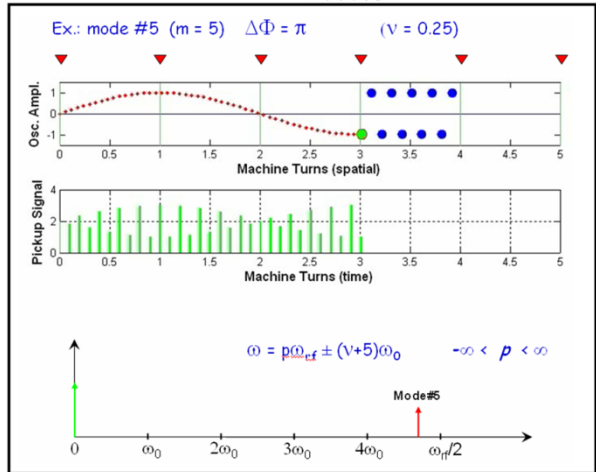 Ex.: mode #5 (m = 5) ΔΦ = π (ν = 0.25)
Osc. Ampl.
1
0
-1
0 0.5 1 1.5 2 2.5 3 3.5 4 4.5 5
Machine Turns (spatial)
Pickup Signal
4
2
0
0 0.5 1 1.5 2 2.5 3 3.5 4 4.5 5
Machine Turns (time)
ω = pω_rf ± (ν+5)ω₀ -∞ < p < ∞
Mode#5
0 ω₀ 2ω₀ 3ω₀ 4ω₀ ω_rf/2